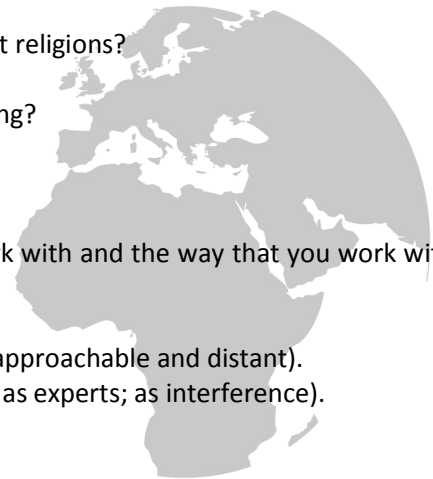 t religions?
ng?
k with and the way that you work wi
approachable and distant).
as experts; as interference).